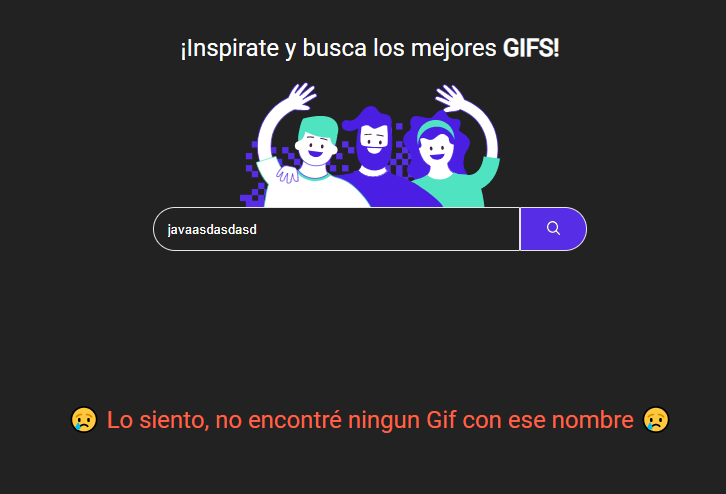 ¡Inspirate y busca los mejores GIFS!
javaasdasdasd
😢 Lo siento, no encontré ningun Gif con ese nombre 😢